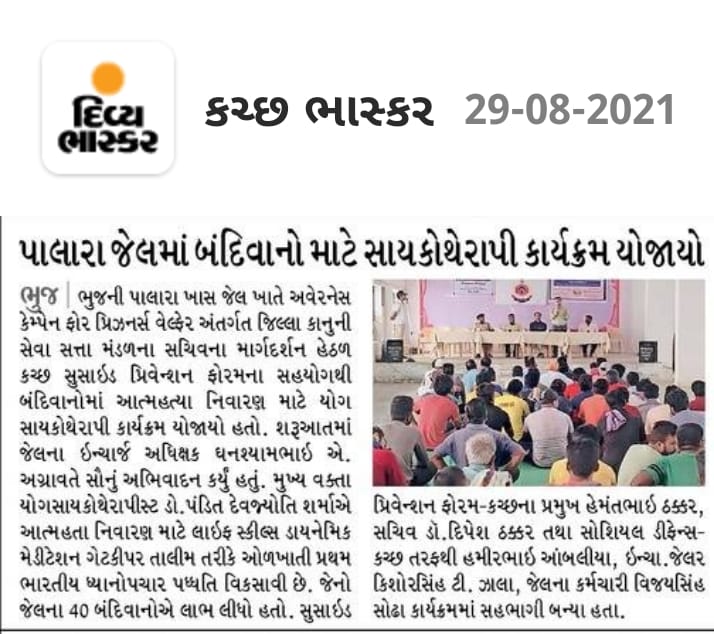 દિવ્ય
ભાસ્કર
કચ્છ ભાસ્કર 29-08-2021
પાલારા જેલમાં બંદિવાનો માટે સાયકોથેરાપી કાર્યક્રમ યોજાયો
ભુજ | ભુજની પાલારા ખાસ જેલ ખાતે અવેરનેસ
કેમ્પેન ફોર પ્રિઝનર્સ વેલ્ફેર અંતર્ગત જિલ્લા કાનુની
સેવા સત્તા મંડળના સચિવના માર્ગદર્શન હેઠળ
કચ્છ સુસાઇડ પ્રિવેન્શન ફોરમના સહયોગથી
બંદિવાનોમાં આત્મહત્યા નિવારણ માટે યોગ
સાયકોથેરાપી કાર્યક્રમ યોજાયો હતો. શરૂઆતમાં
જેલના ઇન્ચાર્જ અધિક્ષક ઘનશ્યામભાઇ એ.
અગ્રાવતે સૌનું અભિવાદન કર્યુ હતું. મુખ્ય વક્તા
યોગસાયકોથેરાપીસ્ટ ડો.પંડિત દેવજ્યોતિ શર્માએ
આત્મહતા નિવારણ માટે લાઇફ સ્કીલ્સ ડાયનેમિક
મેડીટેશન ગેટકીપર તાલીમ તરીકે ઓળખાતી પ્રથમ
ભારતીય ધ્યાનોપચાર પધ્ધતિ વિકસાવી છે. જેનો
જેલના 40 બંદિવાનોએ લાભ લીધો હતો. સુસાઇડ
પ્રિવેન્શન ફોરમ-કચ્છના પ્રમુખ હેમંતભાઇ ઠક્કર,
સચિવ ડૉ.દિપેશ ઠક્કર તથા સોશિયલ ડીફેન્સ-
કચ્છ તરફથી હમીરભાઇ આંબલીયા, ઇન્ચા.જેલર
કિશોરસિંહ ટી. ઝાલા, જેલના કર્મચારી વિજયસિંહ
સોઢા કાર્યક્રમમાં સહભાગી બન્યા હતા.